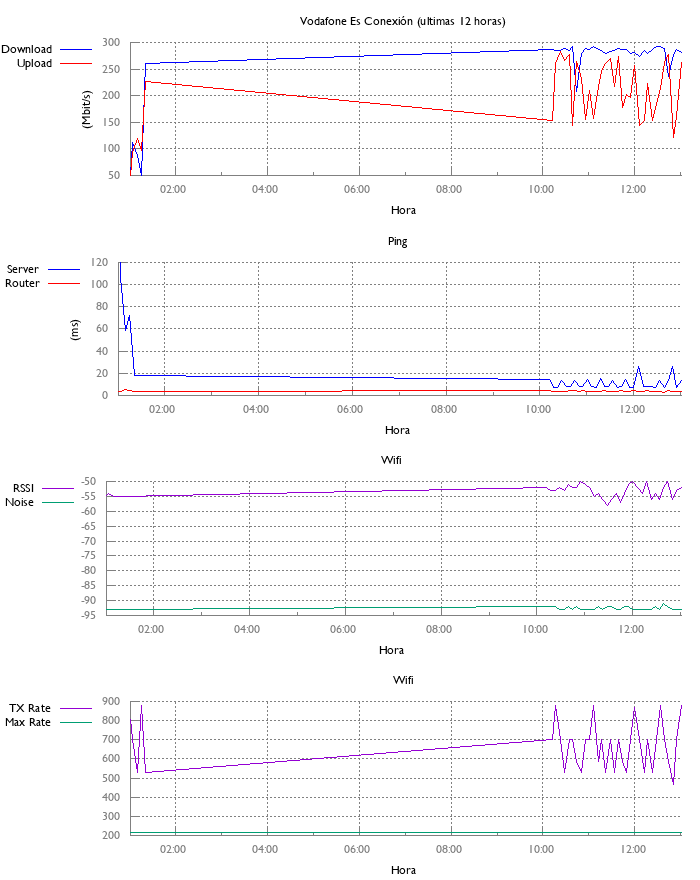 Vodafone Es Conexión (ultimas 12 horas)
Download
Upload
300
250
200
150
100
50
(Mbit/s)
02:00 04:00 06:00 08:00 10:00 12:00
Hora
Ping
Server
Router
120
100
80
60
40
20
0
(ms)
02:00 04:00 06:00 08:00 10:00 12:00
Hora
Wifi
RSSI
Noise
-50
-55
-60
-65
-70
-75
-80
-85
-90
-95
02:00 04:00 06:00 08:00 10:00 12:00
Hora
Wifi
TX Rate
Max Rate
900
800
700
600
500
400
300
200
02:00 04:00 06:00 08:00 10:00 12:00
Hora